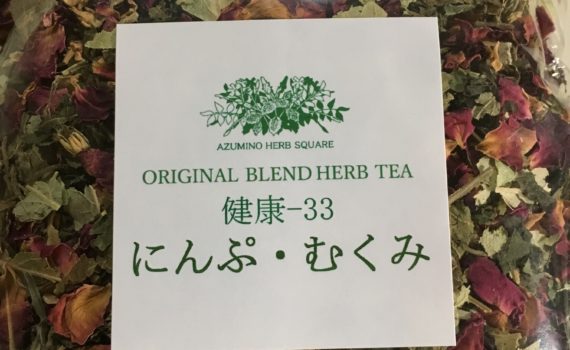 AZUMINO HERB SQUARE
ORIGINAL BLEND HERB TEA
健康-33
にんぷ・むくみ